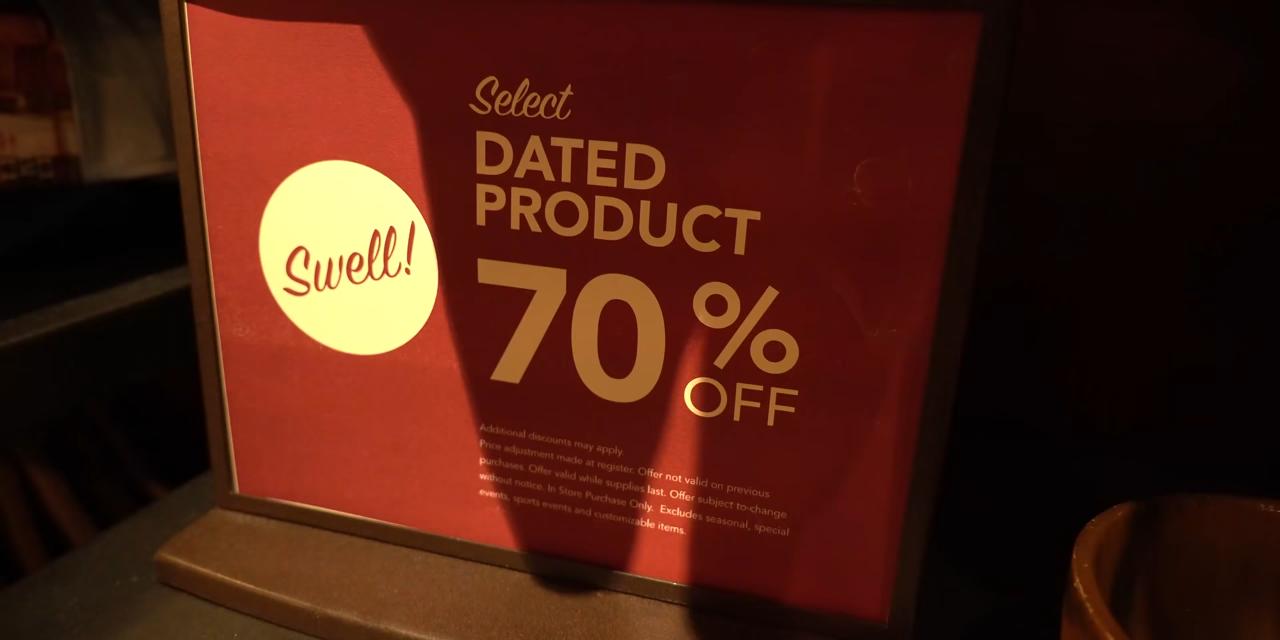 Swell!
Select
DATED
PRODUCT
70%
OFF
Additional discounts may apply.
Price adjustment made at register. Offer not valid on previous
purchases. Offer valid while supplies last. Offer subject to change
without notice. In Store Purchase Only. Excludes seasonal, special
events, sports events and customizable items.